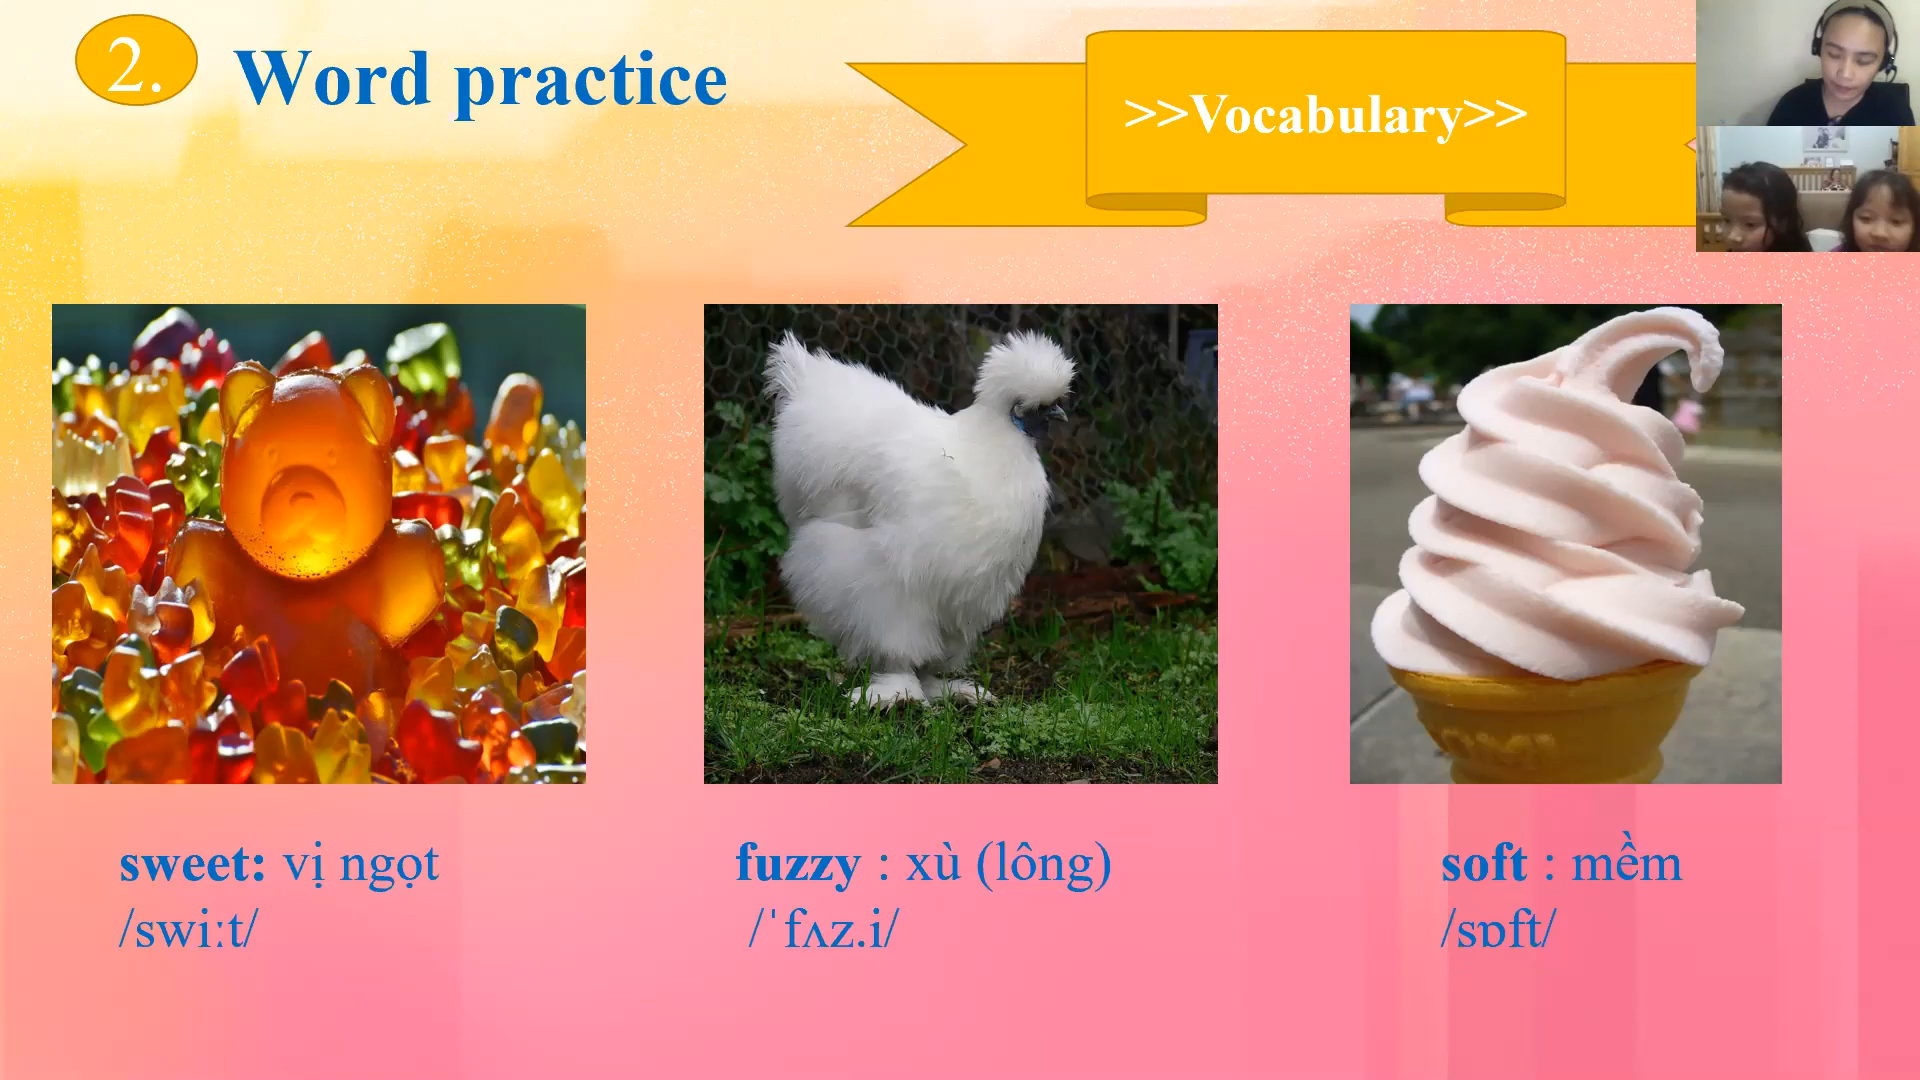 2.
Word practice
>>Vocabulary>>
sweet: vị ngọt
/swiːt/
fuzzy : xù (lông)
/ˈfʌz.i/
soft : mềm
/sɒft/